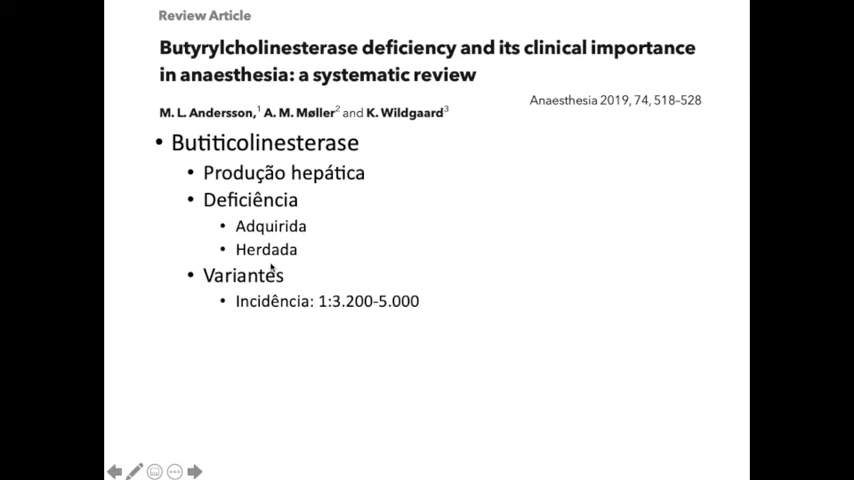 Review Article
Butyrylcholinesterase deficiency and its clinical importance
in anaesthesia: a systematic review
Anaesthesia 2019, 74, 518–528
M. L. Andersson,1 A. M. Møller2 and K. Wildgaard3
• Butiticolinesterase
• Produção hepática
• Deficiência
• Adquirida
• Herdada
• Variantes
• Incidência: 1:3.200-5.000